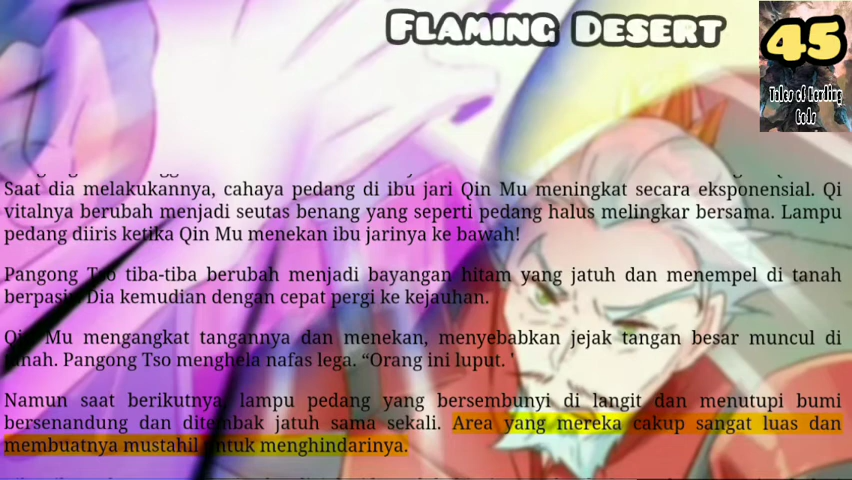 FLAMING DESERT
45
Tales of Herding
Gods
Saat dia melakukannya, cahaya pedang di ibu jari Qin Mu meningkat secara eksponensial. Qi
vitalnya berubah menjadi seutas benang yang seperti pedang halus melingkar bersama. Lampu
pedang diiris ketika Qin Mu menekan ibu jarinya ke bawah!
Pangong Tso tiba-tiba berubah menjadi bayangan hitam yang jatuh dan menempel di tanah
berpasir. Dia kemudian dengan cepat pergi ke kejauhan.
Qin Mu mengangkat tangannya dan menekan, menyebabkan jejak tangan besar muncul di
tanah. Pangong Tso menghela nafas lega. “Orang ini luput. '
Namun saat berikutnya, lampu pedang yang bersembunyi di langit dan menutupi bumi
bersenandung dan ditembak jatuh sama sekali. Area yang mereka cakup sangat luas dan
membuatnya mustahil untuk menghindarinya.